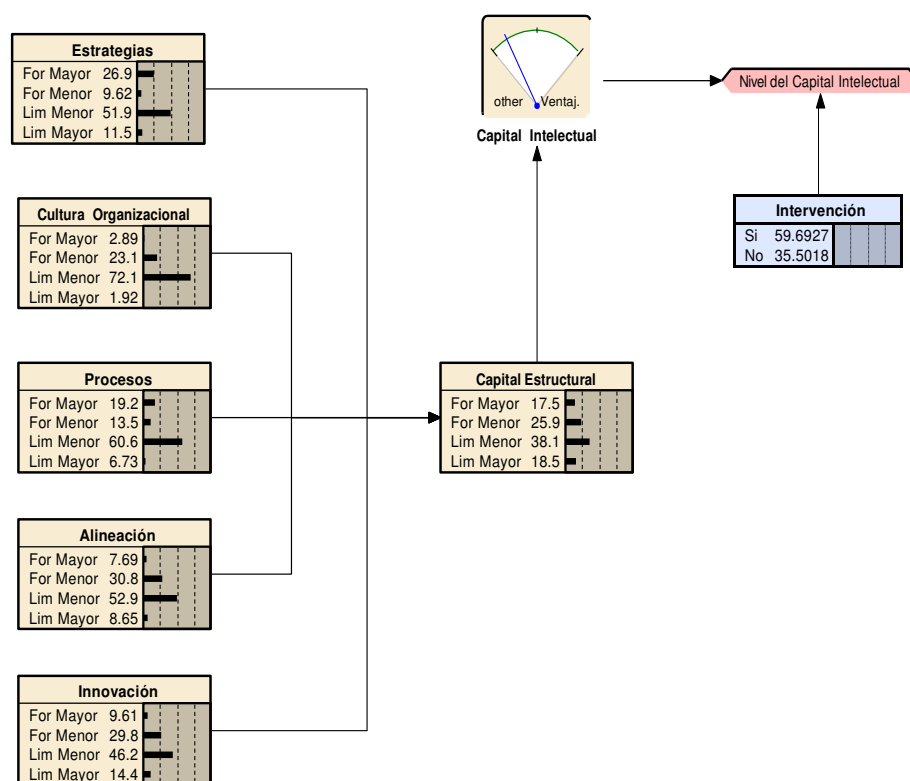 Estrategias
For Mayor 26.9
For Menor 9.62
Lim Menor 51.9
Lim Mayor 11.5
other Ventaj.
Capital Intelectual
Nivel del Capital Intelectual
Intervención
Si 59.6927
No 35.5018
Cultura Organizacional
For Mayor 2.89
For Menor 23.1
Lim Menor 72.1
Lim Mayor 1.92
Procesos
For Mayor 19.2
For Menor 13.5
Lim Menor 60.6
Lim Mayor 6.73
Capital Estructural
For Mayor 17.5
For Menor 25.9
Lim Menor 38.1
Lim Mayor 18.5
Alineación
For Mayor 7.69
For Menor 30.8
Lim Menor 52.9
Lim Mayor 8.65
Innovación
For Mayor 9.61
For Menor 29.8
Lim Menor 46.2
Lim Mayor 14.4